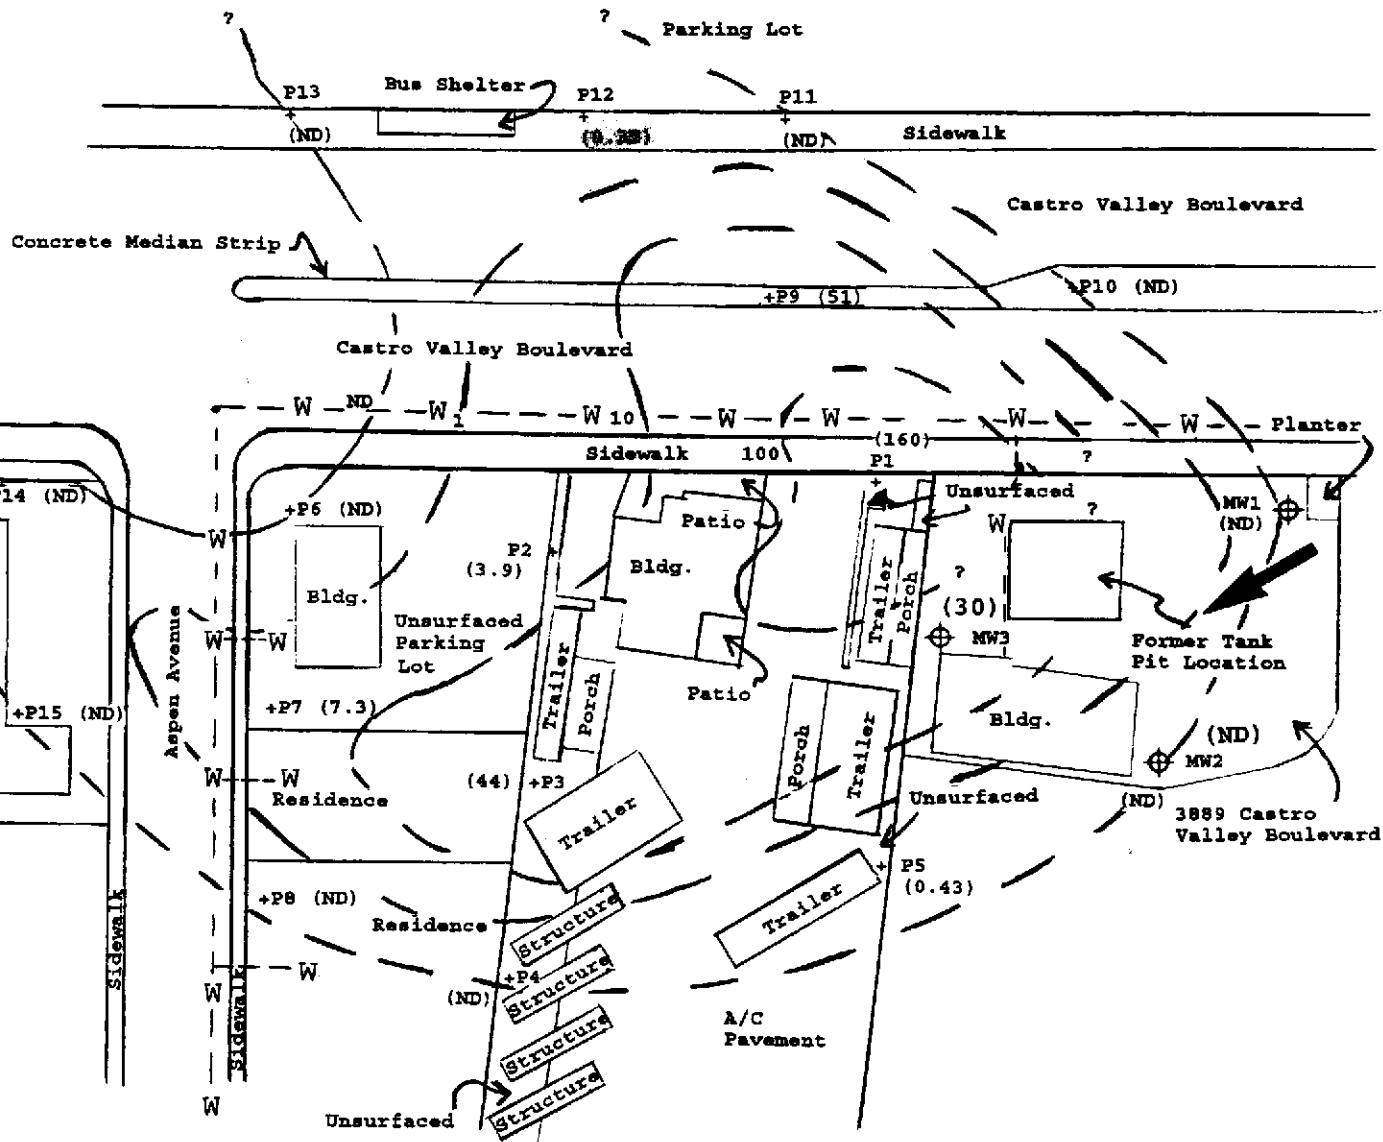 ?
?
Parking Lot
P13
Bus Shelter
P12
P11
(ND)
(ND)
Sidewalk
Castro Valley Boulevard
Concrete Median Strip
+P9 (51)
+P10 (ND)
Castro Valley Boulevard
W
ND
W
1
W
10
W
W
W
W
Planter
(160)
Sidewalk
100
P1
?
P14 (ND)
+P6 (ND)
Unsurfaced
MW1
(ND)
W
Patio
W
?
P2
(3.9)
Bldg.
Bldg.
Trailer
Porch
?
(30)
Aspen Avenue
Unsurfaced
Parking
Lot
W
W
MW3
Former Tank
Pit Location
Trailer
Porch
Patio
+P15 (ND)
+P7 (7.3)
Bldg.
(ND)
MW2
Porch
Trailer
W
W
Residence
(44) +P3
Unsurfaced
(ND)
3889 Castro
Valley Boulevard
Trailer
+P5
(0.43)
+P8 (ND)
Trailer
Residence
Structure
Sidewalk
W
W
+P4
(ND)
Structure
Sidewalk
A/C
Pavement
Structure
W
Structure
Unsurfaced